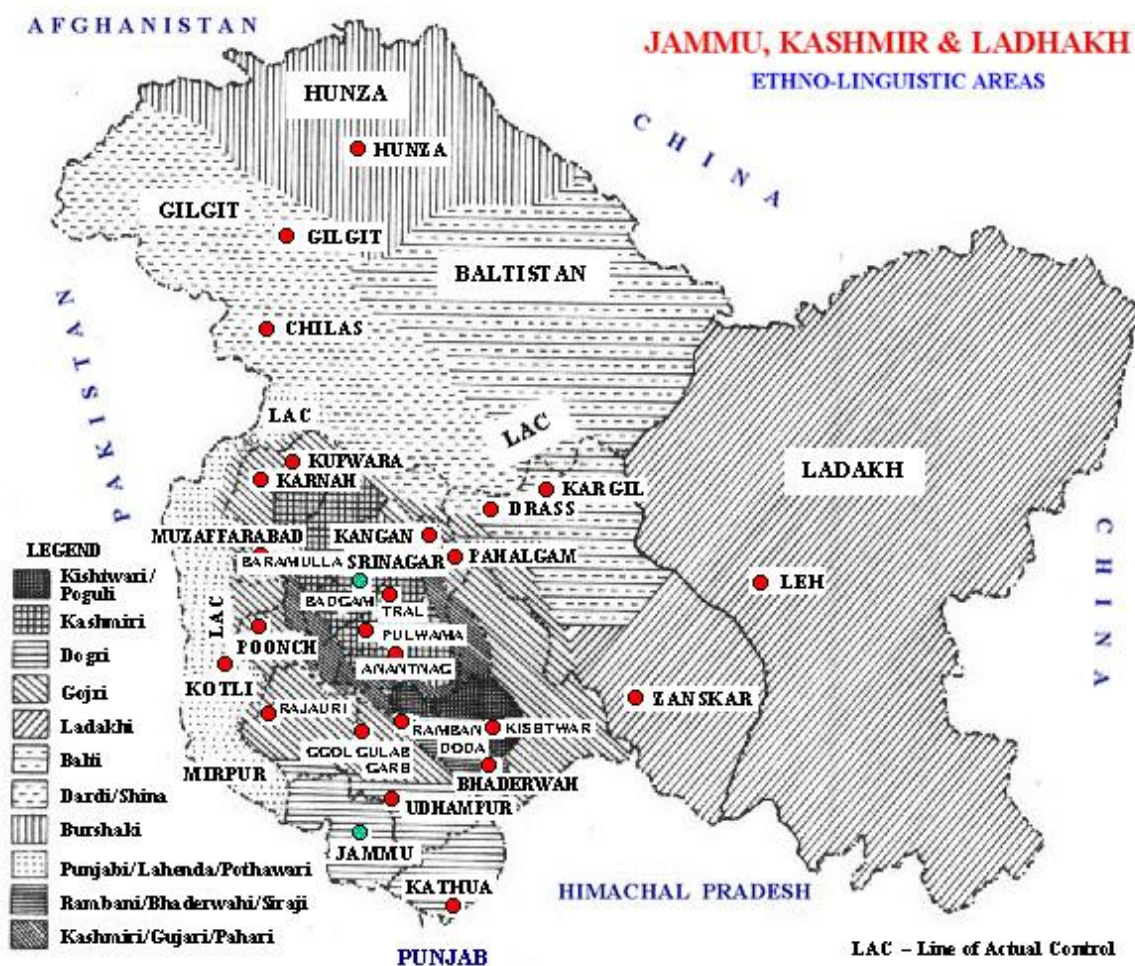 AFGHANISTAN
JAMMU, KASHMIR & LADHAKH
ETHNO-LINGUISTIC AREAS
HUNZA
CHINA
HUNZA
GILGIT
GILGIT
BALTISTAN
PAKISTAN
CHILAS
LAC
LAC
KUPWARA
KARNAH
LADAKH
KARGIL
DRASS
MUZAFFARABAD
KANGAN
BARAMULLA
SRINAGAR
PAHALGAM
CHINA
LEH
BADGAM
TRAL
LAC
POONCH
PULWAMA
ANANTNAG
KOTLI
ZANSKAR
RAJAURI
RAMBAN
KISHTWAR
GGOL GULAB
GARB
DODA
MIRPUR
BHADERWAH
UDHAMPUR
JAMMU
KATHUA
HIMACHAL PRADESH
PUNJAB
LEGEND
Kishtwari/
Poguli
Kashmiri
Dogri
Gojri
Ladakhi
Balti
Dardi/Shina
Burshaki
Punjabi/Lahenda/Pothawari
Rambani/Bhaderwahi/Siraji
Kashmiri/Gujari/Pahari
LAC – Line of Actual Control